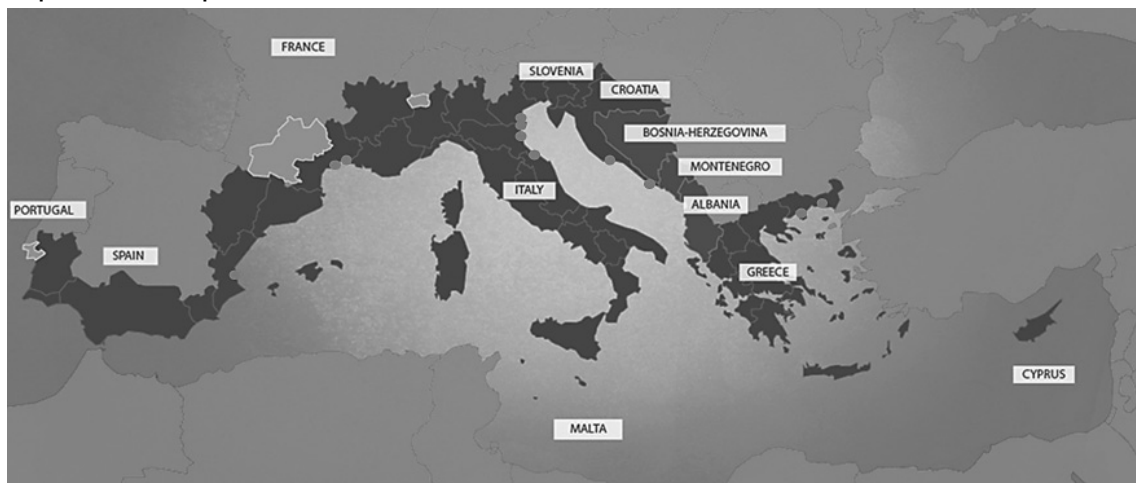 FRANCE
SLOVENIA
CROATIA
BOSNIA-HERZEGOVINA
MONTENEGRO
ITALY
ALBANIA
PORTUGAL
SPAIN
GREECE
CYPRUS
MALTA